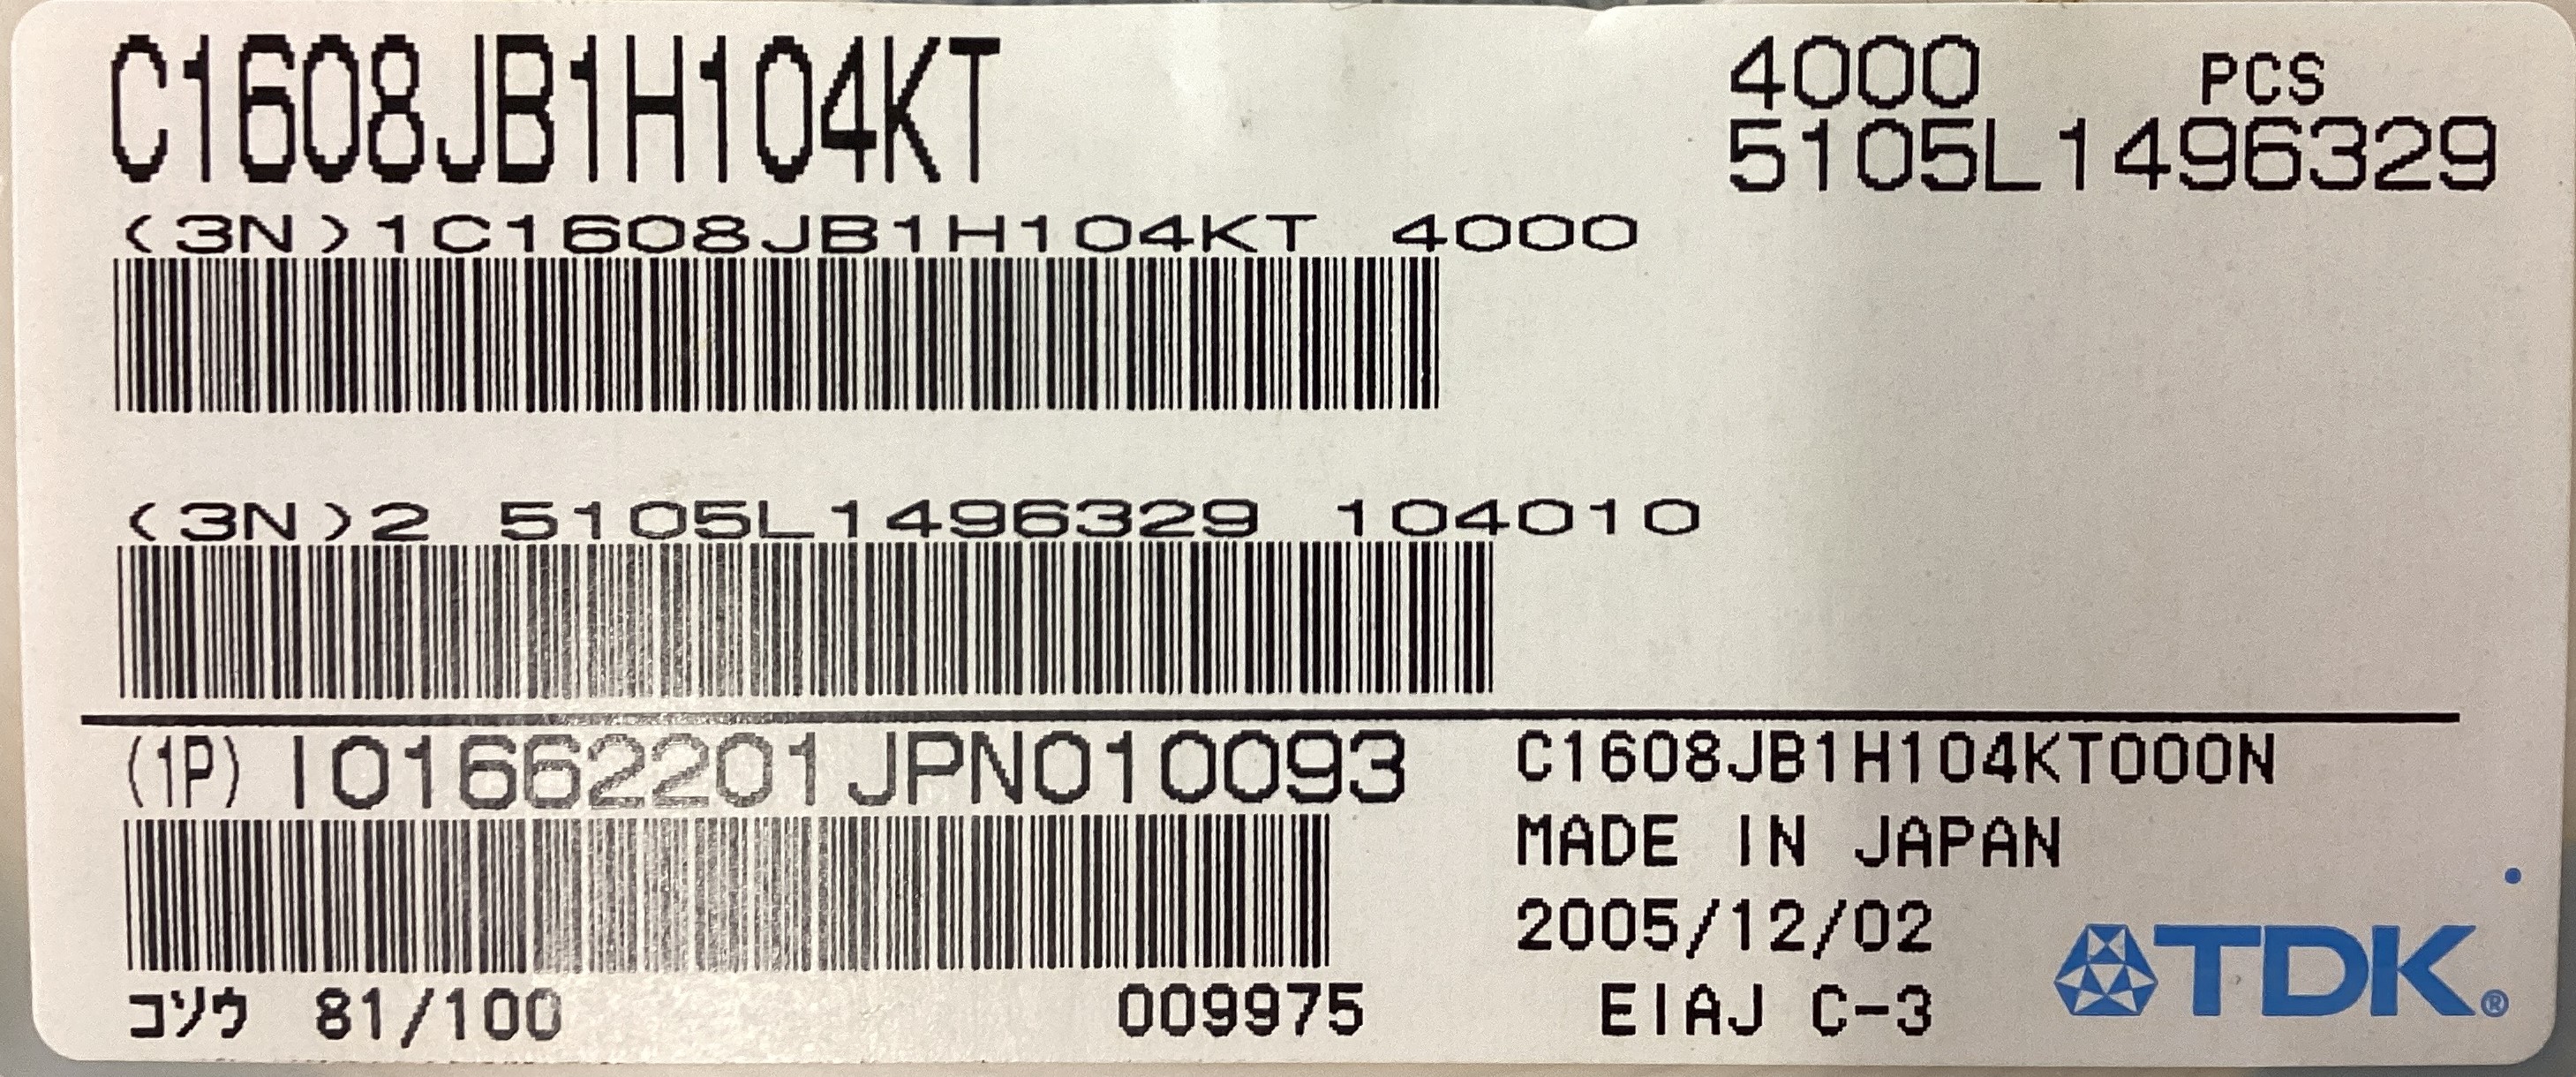 C1608JB1H104KT
4000 PCS
5105L1496329
(3N)1C1608JB1H104KT 4000
(3N)2 5105L1496329 104010
(1P) I01662201JPN010093
C1608JB1H104KT000N
MADE IN JAPAN
2005/12/02
コソウ 81/100 009975
EIAJ C-3
TDK®